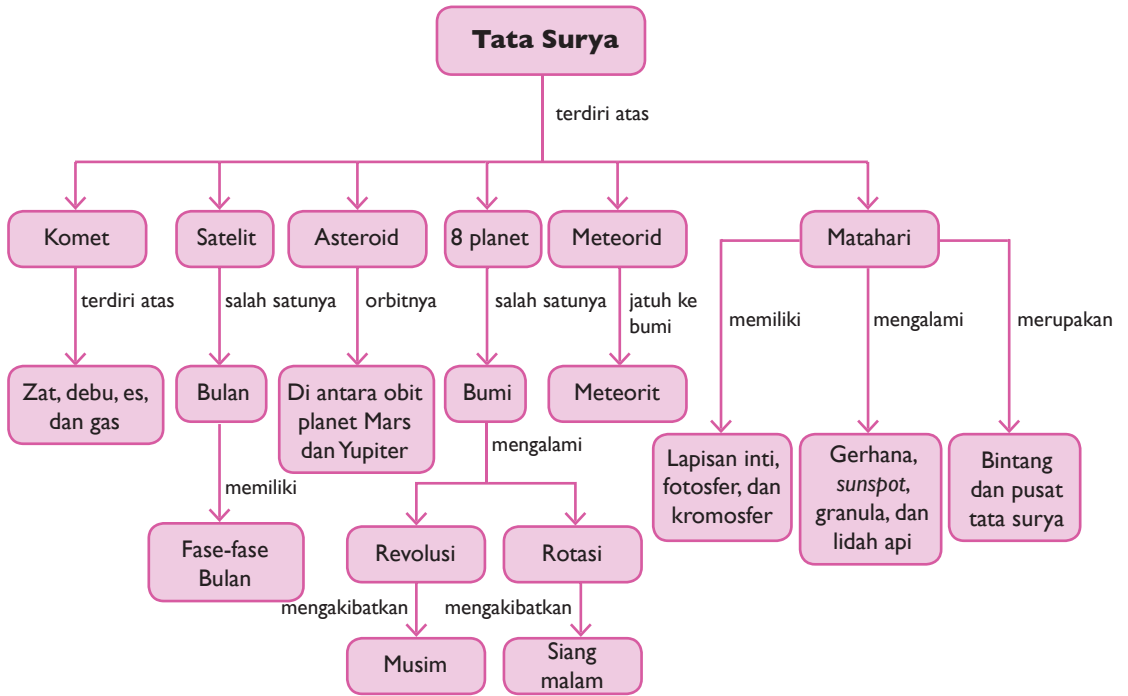 Tata Surya
terdiri atas
Komet
Satelit
Asteroid
8 planet
Meteorid
Matahari
terdiri atas
salah satunya
orbitnya
salah satunya
jatuh ke
bumi
memiliki
mengalami
merupakan
Zat, debu, es,
dan gas
Bulan
Di antara obit
planet Mars
dan Yupiter
Bumi
Meteorit
mengalami
Lapisan inti,
fotosfer, dan
kromosfer
Gerhana,
sunspot,
granula, dan
lidah api
Bintang
dan pusat
tata surya
memiliki
Fase-fase
Bulan
Revolusi
Rotasi
mengakibatkan
mengakibatkan
Musim
Siang
malam